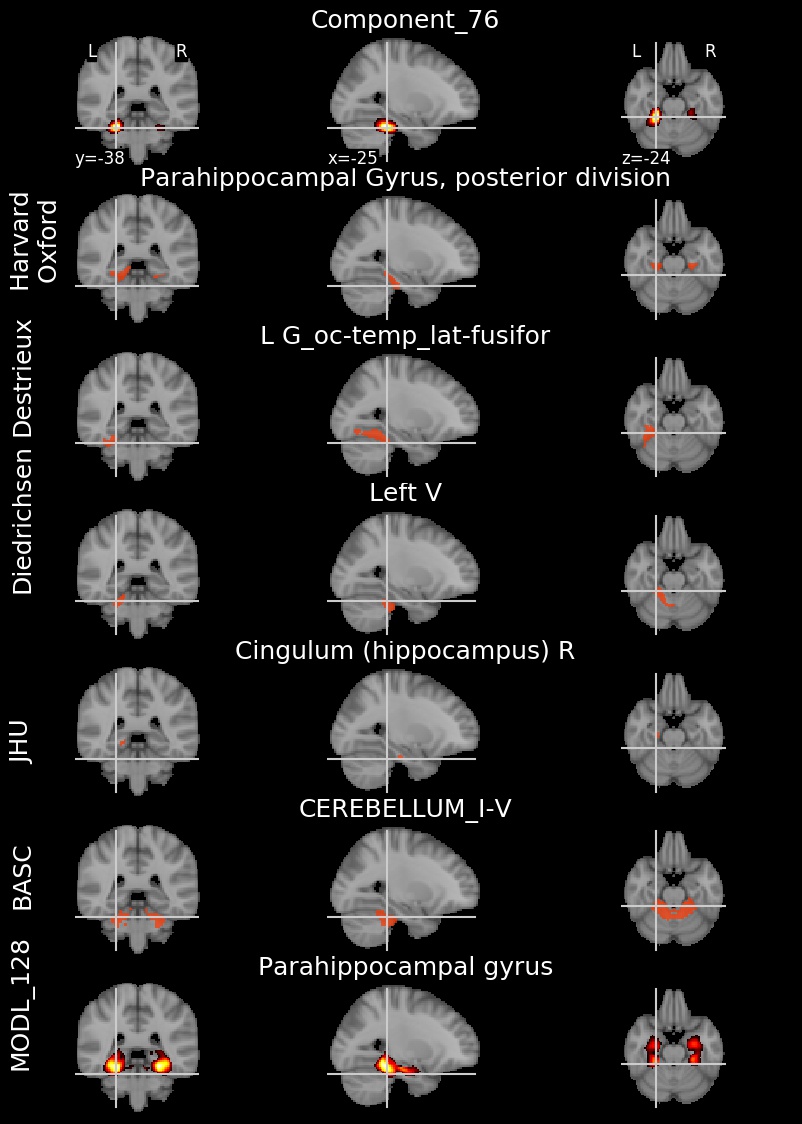 Component_76
L R L R
y=-38 x=-25 z=-24
Parahippocampal Gyrus, posterior division
Harvard
Oxford
L G_oc-temp_lat-fusifor
Destrieux
Left V
Diedrichsen
Cingulum (hippocampus) R
JHU
CEREBELLUM_I-V
BASC
Parahippocampal gyrus
MODL_128